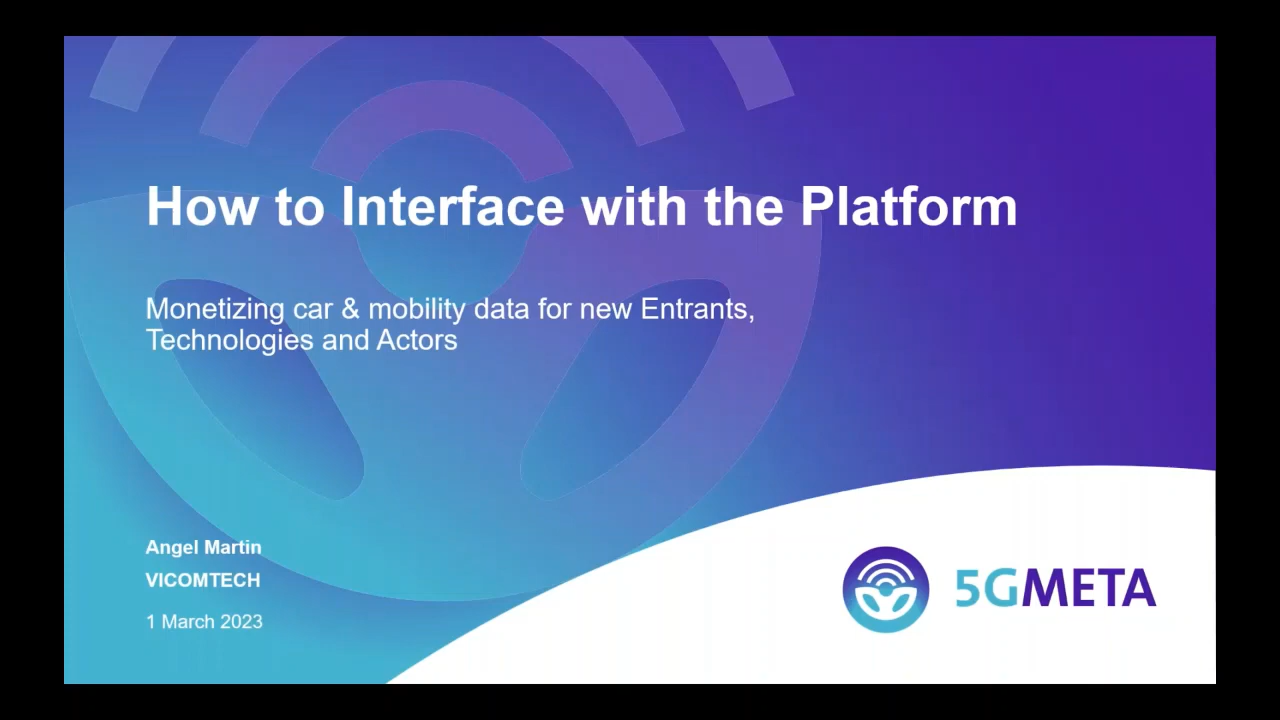 How to Interface with the Platform
Monetizing car & mobility data for new Entrants,
Technologies and Actors
Angel Martin
VICOMTECH
1 March 2023
5GMETA